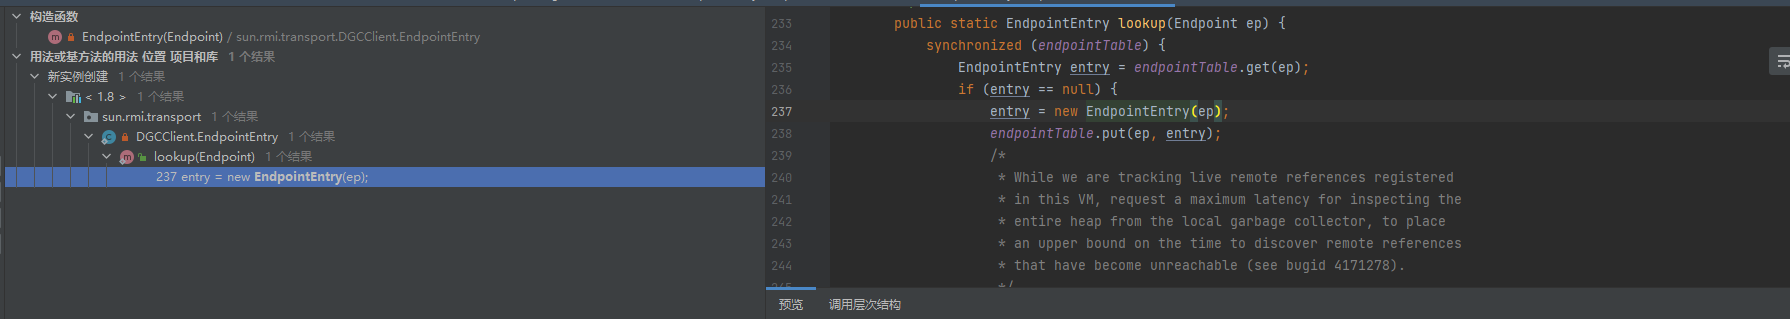 构造函数
EndpointEntry(Endpoint) / sun.rmi.transport.DGCClient.EndpointEntry
用法或基方法的用法 位置 项目和库 1 个结果
新实例创建 1 个结果
< 1.8 > 1 个结果
sun.rmi.transport 1 个结果
DGCClient.EndpointEntry 1 个结果
lookup(Endpoint) 1 个结果
237 entry = new EndpointEntry(ep);
233 public static EndpointEntry lookup(Endpoint ep) {
234 synchronized (endpointTable) {
235 EndpointEntry entry = endpointTable.get(ep);
236 if (entry == null) {
237 entry = new EndpointEntry(ep);
238 endpointTable.put(ep, entry);
239 /*
240 * While we are tracking live remote references registered
241 * in this VM, request a maximum latency for inspecting the
242 * entire heap from the local garbage collector, to place
243 * an upper bound on the time to discover remote references
244 * that have become unreachable (see bugid 4171278).
*/
预览 调用层次结构